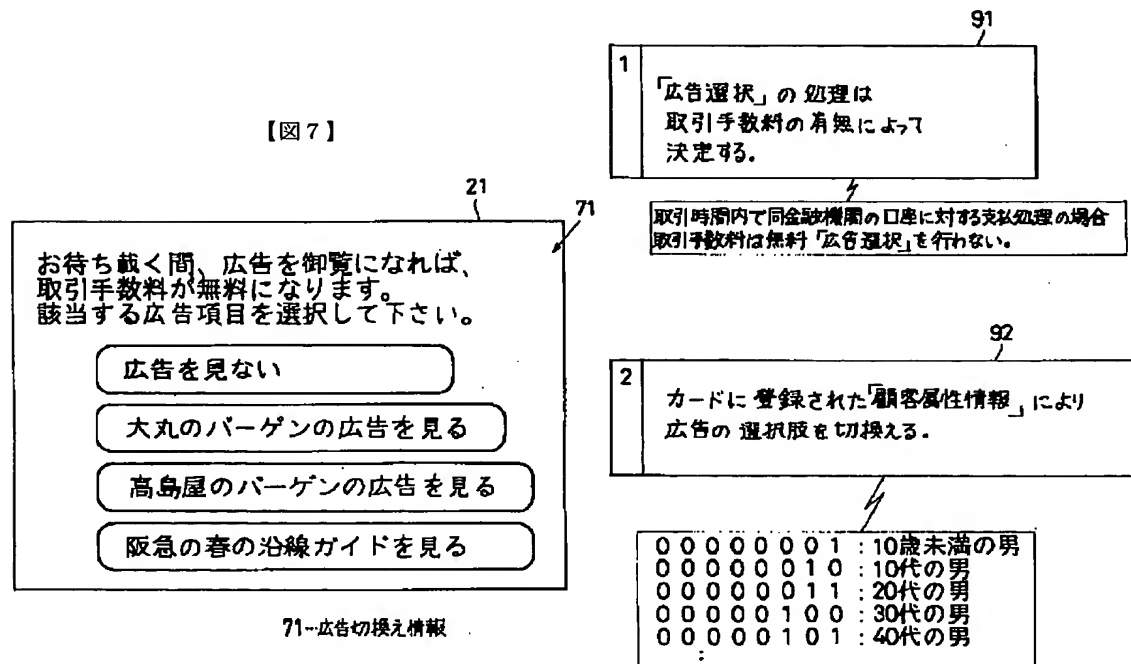 【図7】
21
71
お待ち戴く間、広告を御覧になれば、
取引手数料が無料になります。
該当する広告項目を選択して下さい。
広告を見ない
大丸のバーゲンの広告を見る
高島屋のバーゲンの広告を見る
阪急の春の沿線ガイドを見る
71--広告切換え情報
91
1
「広告選択」の処理は
取引手数料の有無によって
決定する。
取引時間内で同金融機関の口座に対する支払処理の場合
取引手数料は無料「広告選択」を行わない。
92
2
カードに登録された「顧客属性情報」により
広告の選択肢を切換える。
00000001:10歳未満の男
00000010:10代の男
00000011:20代の男
00000100:30代の男
00000101:40代の男
: